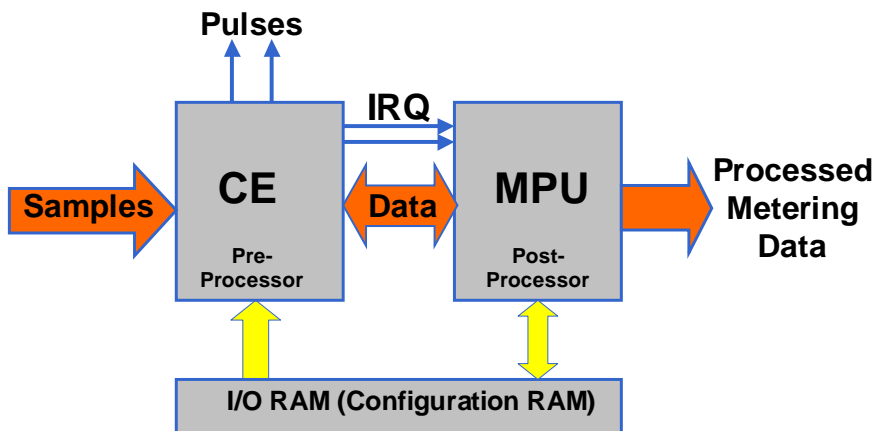 Pulses
IRQ
Samples
CE
Data
MPU
Processed
Metering
Data
Pre-
Processor
Post-
Processor
I/O RAM (Configuration RAM)